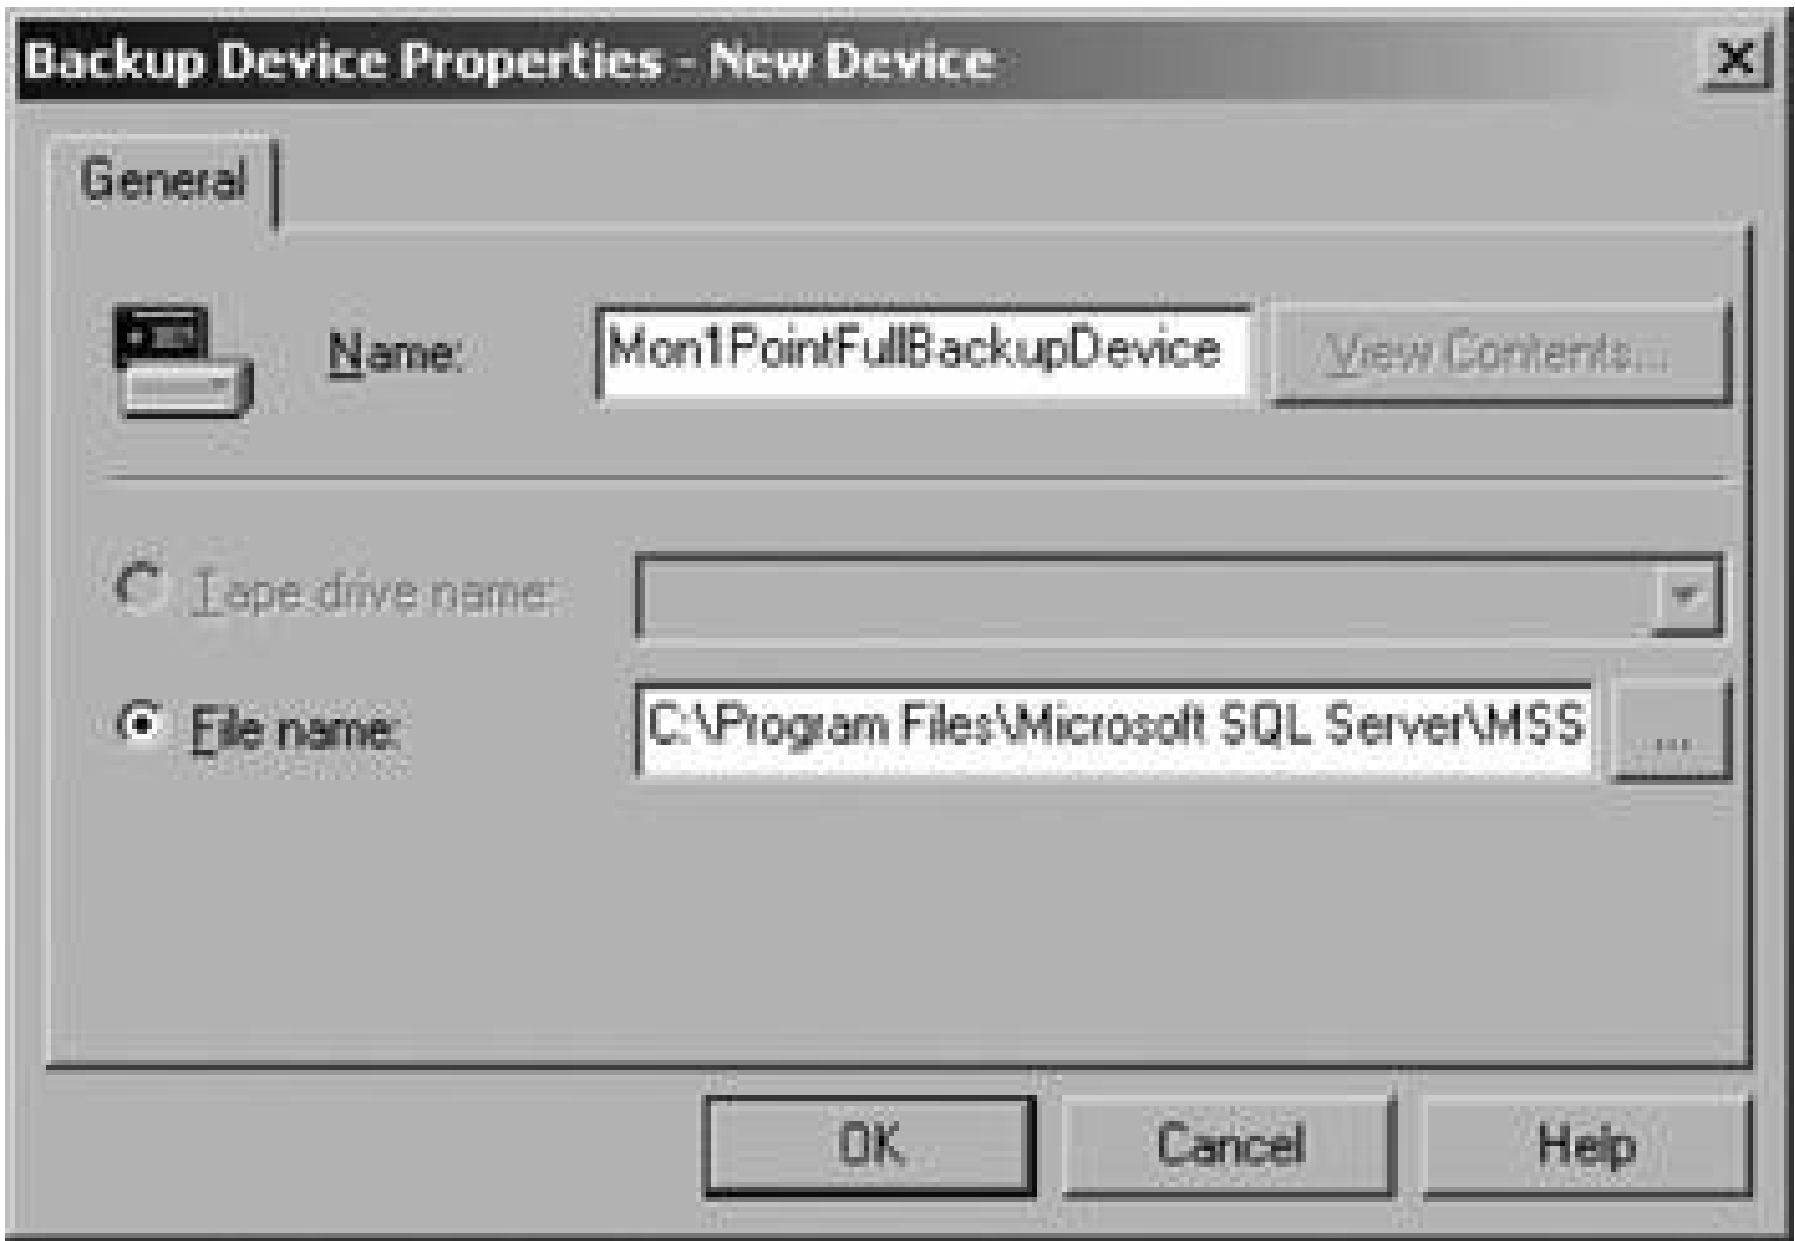 Backup Device Properties - New Device
General
Name: Mon1PointFullBackupDevice View Contents...
Tape drive name:
File name: C:\Program Files\Microsoft SQL Server\MSS ...
OK Cancel Help